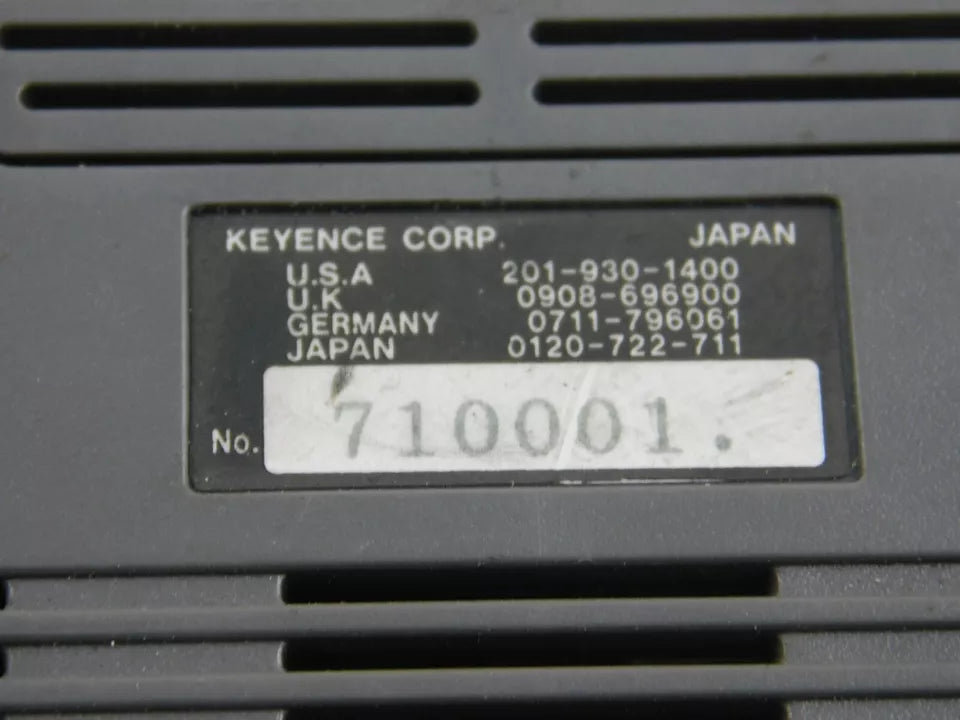 KEYENCE CORP. JAPAN
U.S.A 201-930-1400
U.K 0908-696900
GERMANY 0711-796061
JAPAN 0120-722-711
No. 710001.